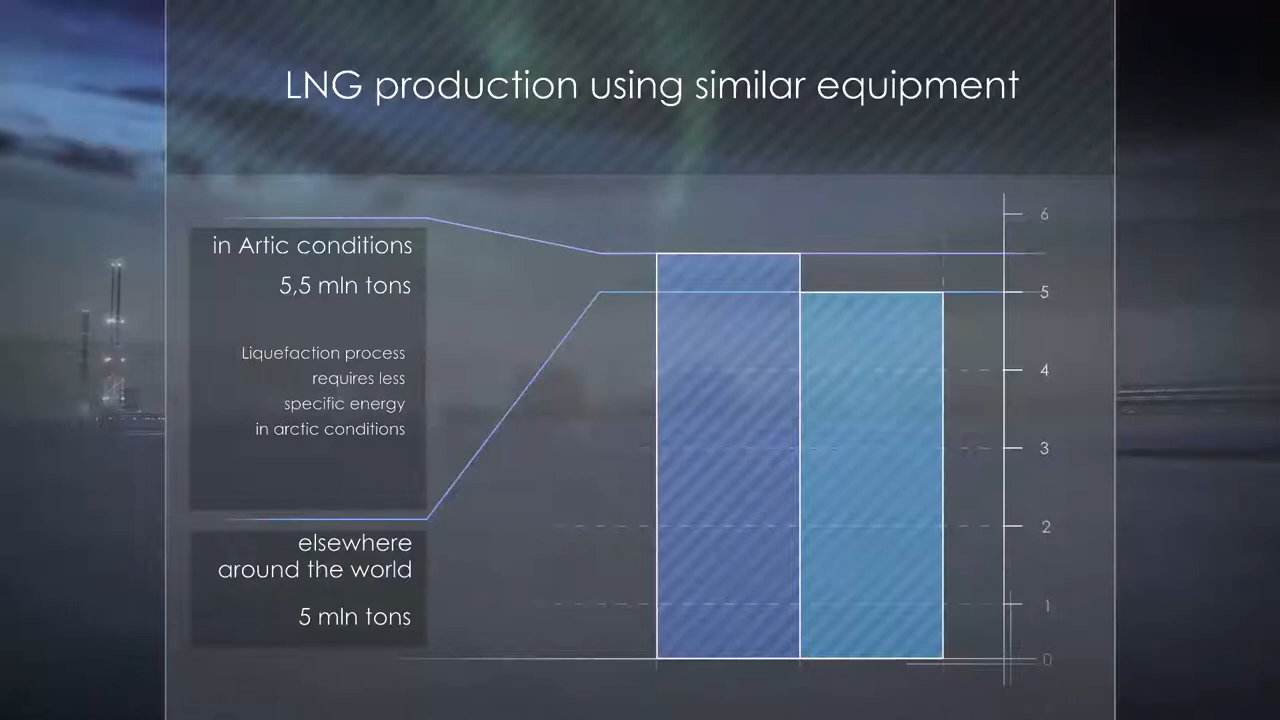 LNG production using similar equipment
in Artic conditions
5,5 mln tons
Liquefaction process
requires less
specific energy
in arctic conditions
elsewhere
around the world
5 mln tons
6
5
4
3
2
1
0